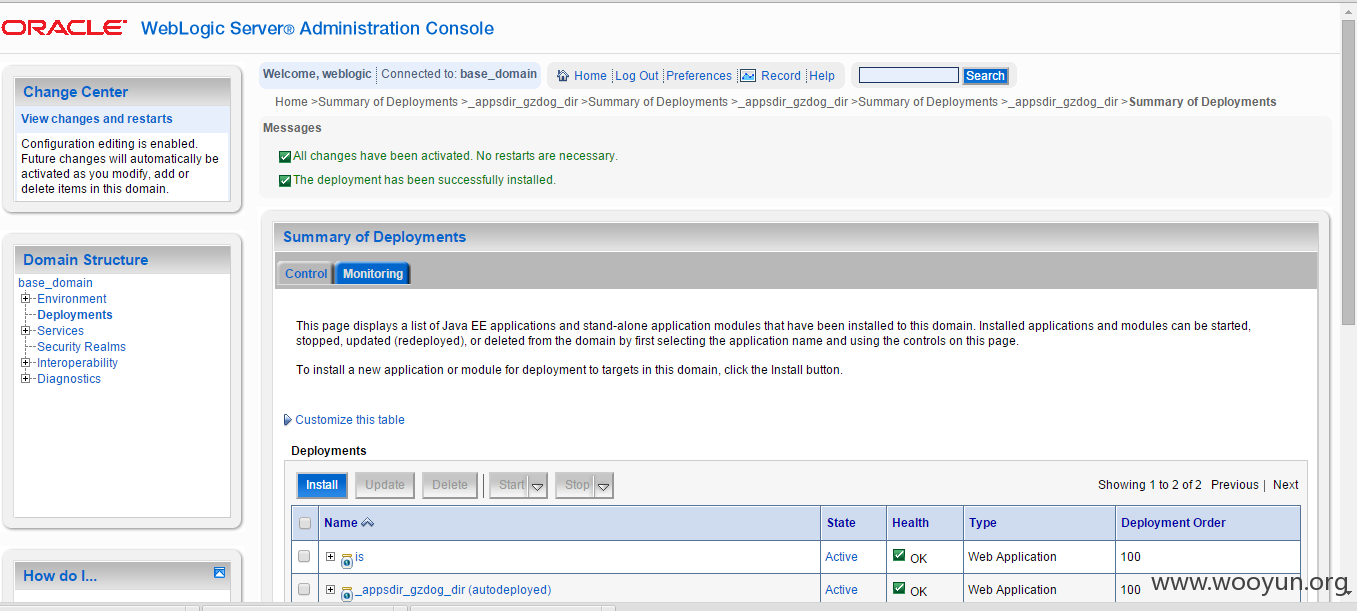 ORACLE® WebLogic Server® Administration Console
Change Center
View changes and restarts
Configuration editing is enabled.
Future changes will automatically be
activated as you modify, add or
delete items in this domain.
Domain Structure
base_domain
Environment
Deployments
Services
Security Realms
Interoperability
Diagnostics
How do I...
Welcome, weblogic Connected to: base_domain
Home Log Out Preferences Record Help Search
Home >Summary of Deployments >_appsdir_gzdog_dir >Summary of Deployments >_appsdir_gzdog_dir >Summary of Deployments >_appsdir_gzdog_dir >Summary of Deployments
Messages
All changes have been activated. No restarts are necessary.
The deployment has been successfully installed.
Summary of Deployments
Control Monitoring
This page displays a list of Java EE applications and stand-alone application modules that have been installed to this domain. Installed applications and modules can be started,
stopped, updated (redeployed), or deleted from the domain by first selecting the application name and using the controls on this page.
To install a new application or module for deployment to targets in this domain, click the Install button.
Customize this table
Deployments
Install Update Delete Start Stop Showing 1 to 2 of 2 Previous | Next
Name State Health Type Deployment Order
is Active OK Web Application 100
_appsdir_gzdog_dir (autodeployed) Active OK Web Application 100
www.wooyun.org